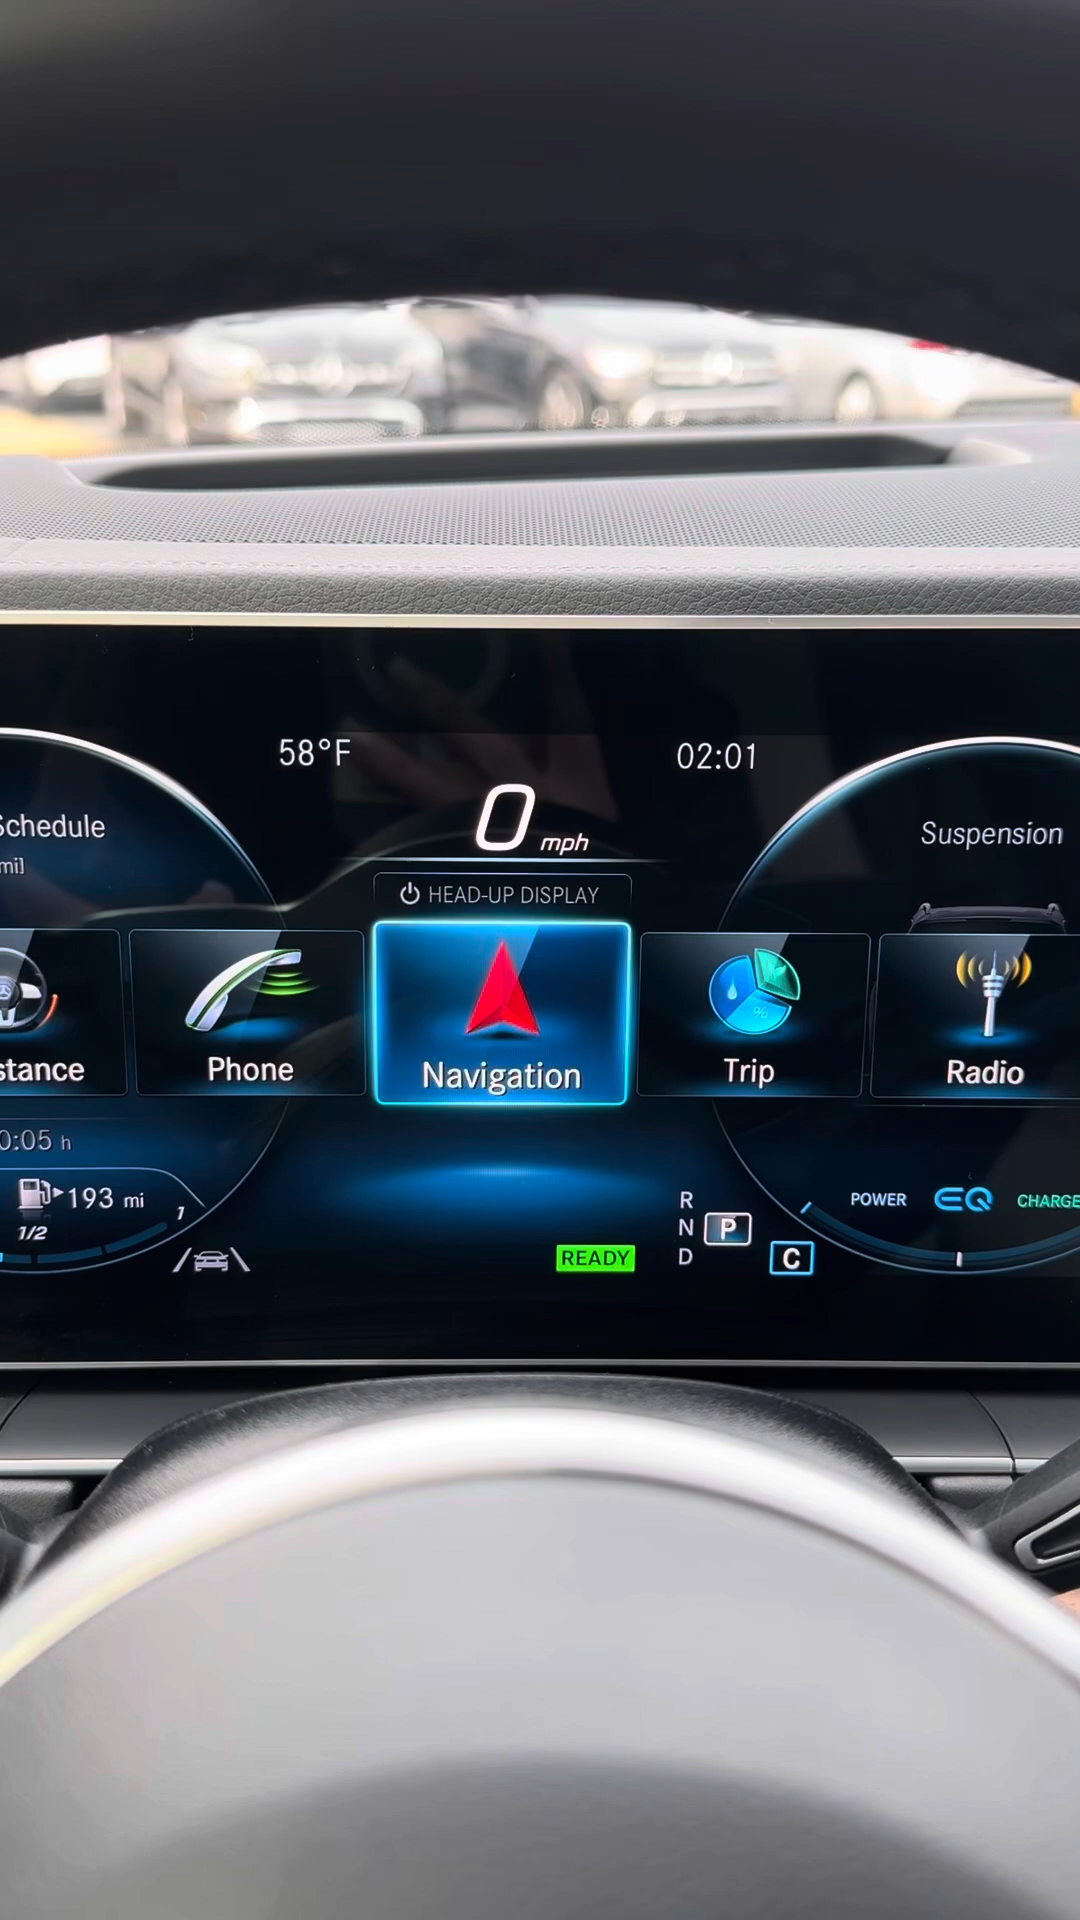 58°F
02:01
Schedule
mi]
0 mph
Suspension
HEAD-UP DISPLAY
Phone
Navigation
Trip
%
Radio
stance
0:05 h
193 mi
1
1/2
READY
R
N
D
P
C
POWER
EQ
CHARGE